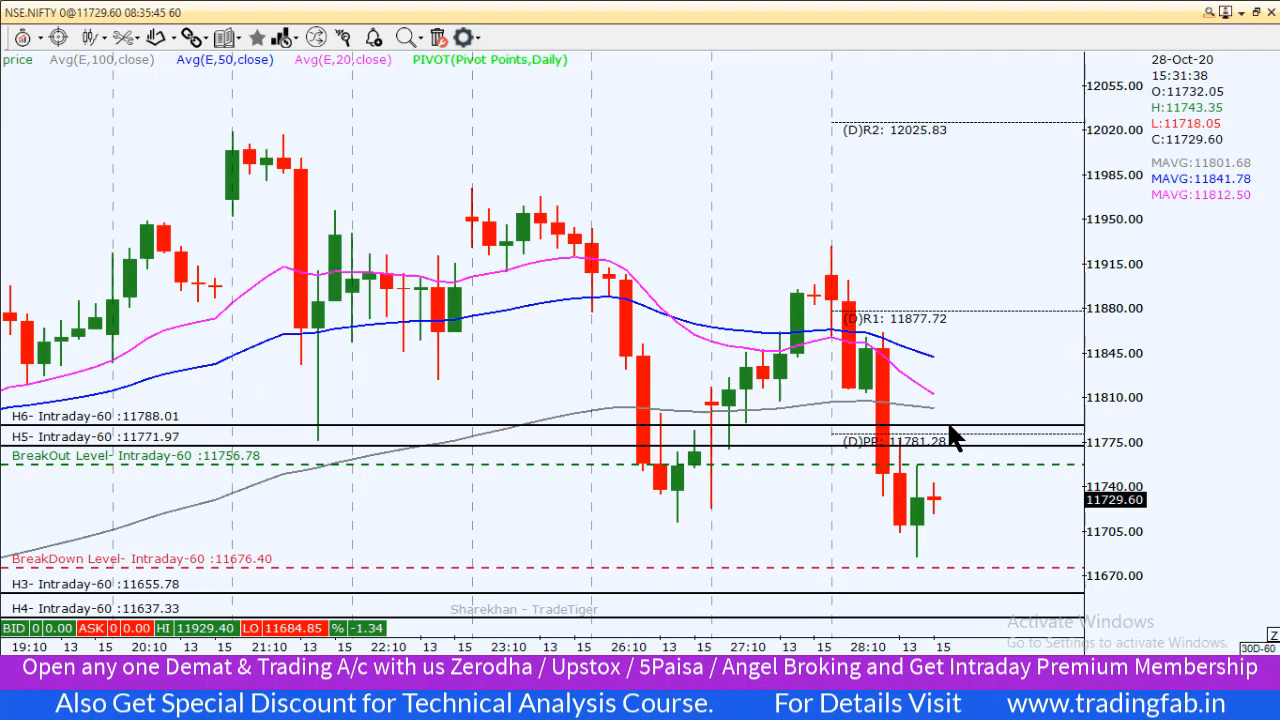 NSE.NIFTY 0@11729.60 08:35:45 60
price Avg(E,100,close) Avg(E,50,close) Avg(E,20,close) PIVOT(Pivot Points,Daily)
28-Oct-20
15:31:38
O:11732.05
H:11743.35
L:11718.05
C:11729.60
MAVG:11801.68
MAVG:11841.78
MAVG:11812.50
12055.00
12020.00
11985.00
11950.00
11915.00
11880.00
11845.00
11810.00
11775.00
11740.00
11729.60
11705.00
11670.00
(D)R2: 12025.83
(D)R1: 11877.72
(D)PP: 11781.28
H6- Intraday-60 :11788.01
H5- Intraday-60 :11771.97
BreakOut Level- Intraday-60 :11756.78
BreakDown Level- Intraday-60 :11676.40
H3- Intraday-60 :11655.78
H4- Intraday-60 :11637.33
Sharekhan - TradeTiger
Activate Windows
Go to Settings to activate Windows.
BID 0 0.00 ASK 0 0.00 HI 11929.40 LO 11684.85 % -1.34
Z
19:10 13 15 20:10 13 15 21:10 13 15 22:10 13 15 23:10 13 15 26:10 13 15 27:10 13 15 28:10 13 15
30D-60
Open any one Demat & Trading A/c with us Zerodha / Upstox / 5Paisa / Angel Broking and Get Intraday Premium Membership
Also Get Special Discount for Technical Analysis Course. For Details Visit www.tradingfab.in